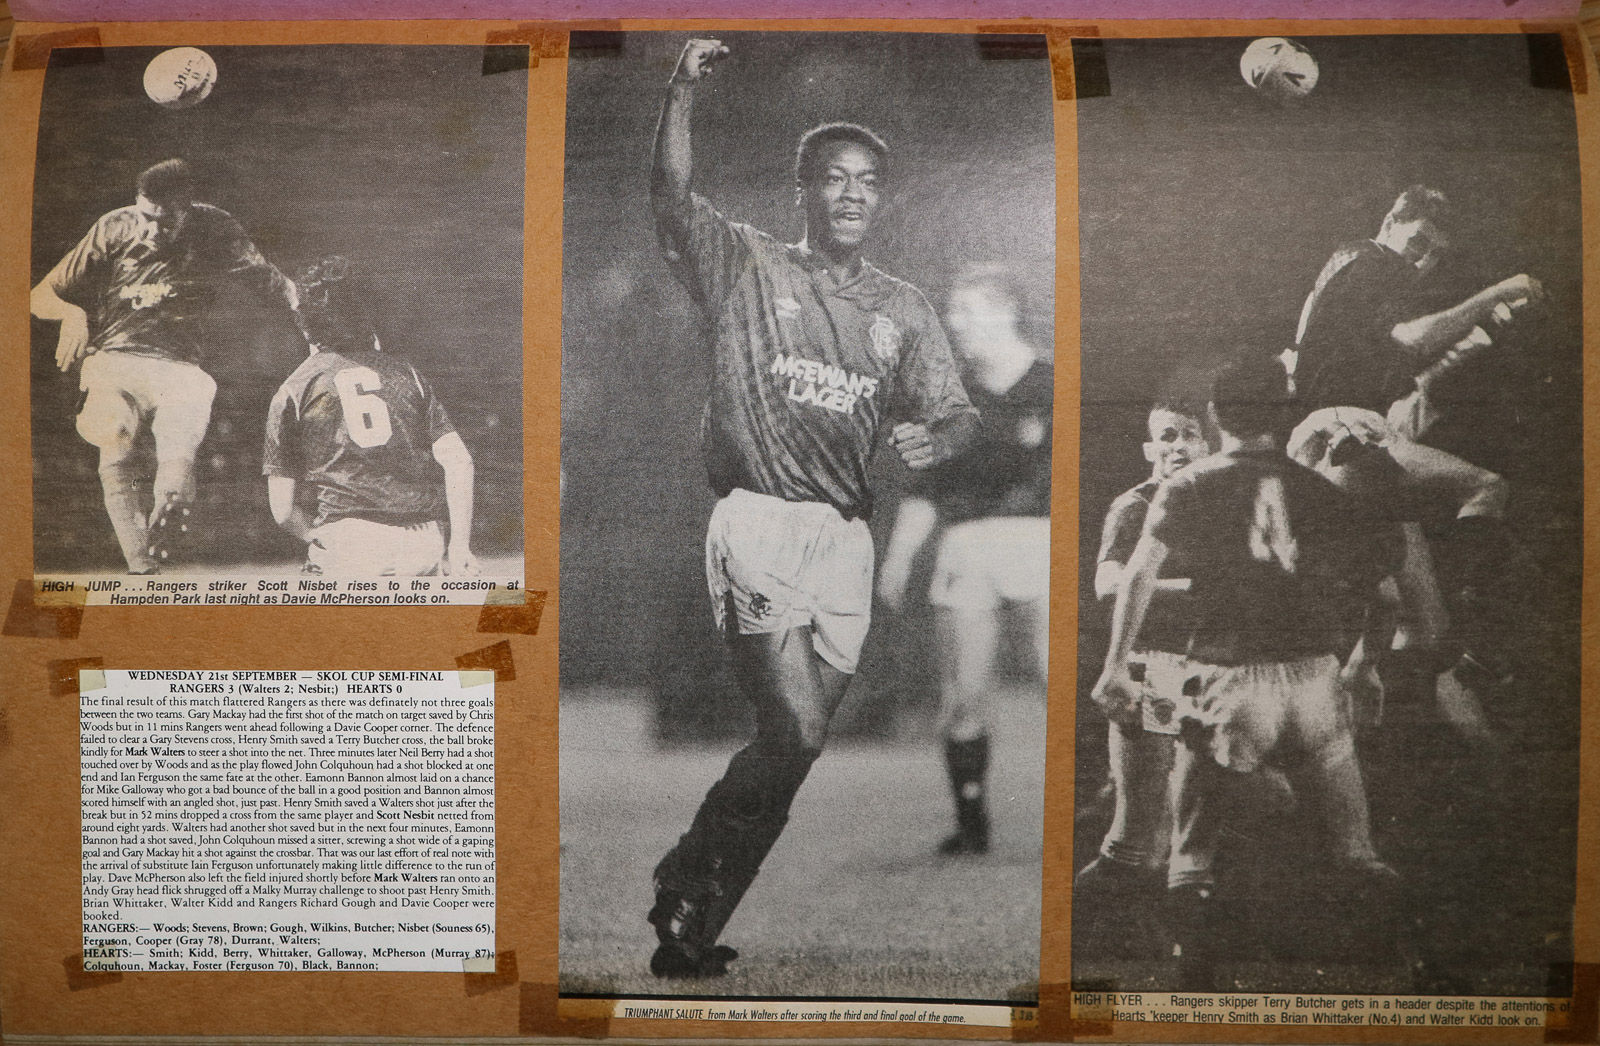 6
HIGH JUMP . . . Rangers striker Scott Nisbet rises to the occasion at
Hampden Park last night as Davie McPherson looks on.
WEDNESDAY 21st SEPTEMBER — SKOL CUP SEMI-FINAL
RANGERS 3 (Walters 2; Nesbit;) HEARTS 0
The final result of this match flattered Rangers as there was definately not three goals
between the two teams. Gary Mackay had the first shot of the match on target saved by Chris
Woods but in 11 mins Rangers went ahead following a Davie Cooper corner. The defence
failed to clear a Gary Stevens cross, Henry Smith saved a Terry Butcher cross, the ball broke
kindly for Mark Walters to steer a shot into the net. Three minutes later Neil Berry had a shot
touched over by Woods and as the play flowed John Colquhoun had a shot blocked at one
end and Ian Ferguson the same fate at the other. Eamonn Bannon almost laid on a chance
for Mike Galloway who got a bad bounce of the ball in a good position and Bannon almost
scored himself with an angled shot, just past. Henry Smith saved a Walters shot just after the
break but in 52 mins dropped a cross from the same player and Scott Nesbit netted from
around eight yards. Walters had another shot saved but in the next four minutes, Eamonn
Bannon had a shot saved, John Colquhoun missed a sitter, screwing a shot wide of a gaping
goal and Gary Mackay hit a shot against the crossbar. That was our last effort of real note with
the arrival of substitute Iain Ferguson unfortunately making little difference to the run of
play. Dave McPherson also left the field injured shortly before Mark Walters ran onto an
Andy Gray head flick shrugged off a Malky Murray challenge to shoot past Henry Smith.
Brian Whittaker, Walter Kidd and Rangers Richard Gough and Davie Cooper were
booked.
RANGERS:— Woods; Stevens, Brown; Gough, Wilkins, Butcher; Nisbet (Souness 65),
Ferguson, Cooper (Gray 78), Durrant, Walters;
HEARTS:— Smith; Kidd, Berry, Whittaker, Galloway, McPherson (Murray 87);
Colquhoun, Mackay, Foster (Ferguson 70), Black, Bannon;
McEWAN'S
LAGER
TRIUMPHANT SALUTE from Mark Walters after scoring the third and final goal of the game.
4
HIGH FLYER . . . Rangers skipper Terry Butcher gets in a header despite the attentions of
Hearts 'keeper Henry Smith as Brian Whittaker (No.4) and Walter Kidd look on.